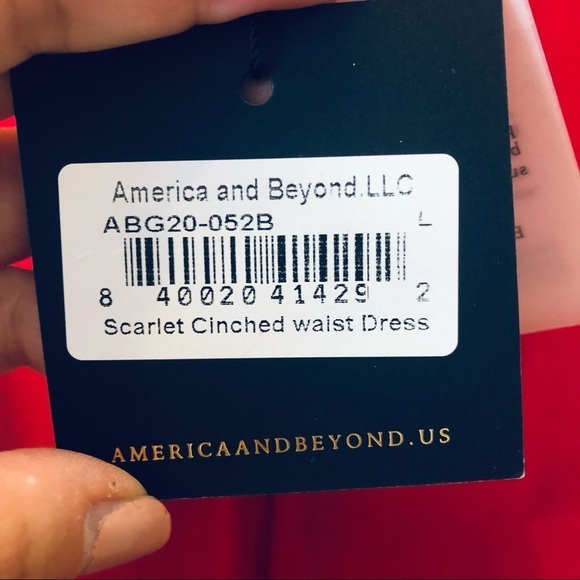 America and Beyond.LLC
ABG20-052B L
8 40020 41429 2
Scarlet Cinched waist Dress
AMERICAANDBEYOND.US